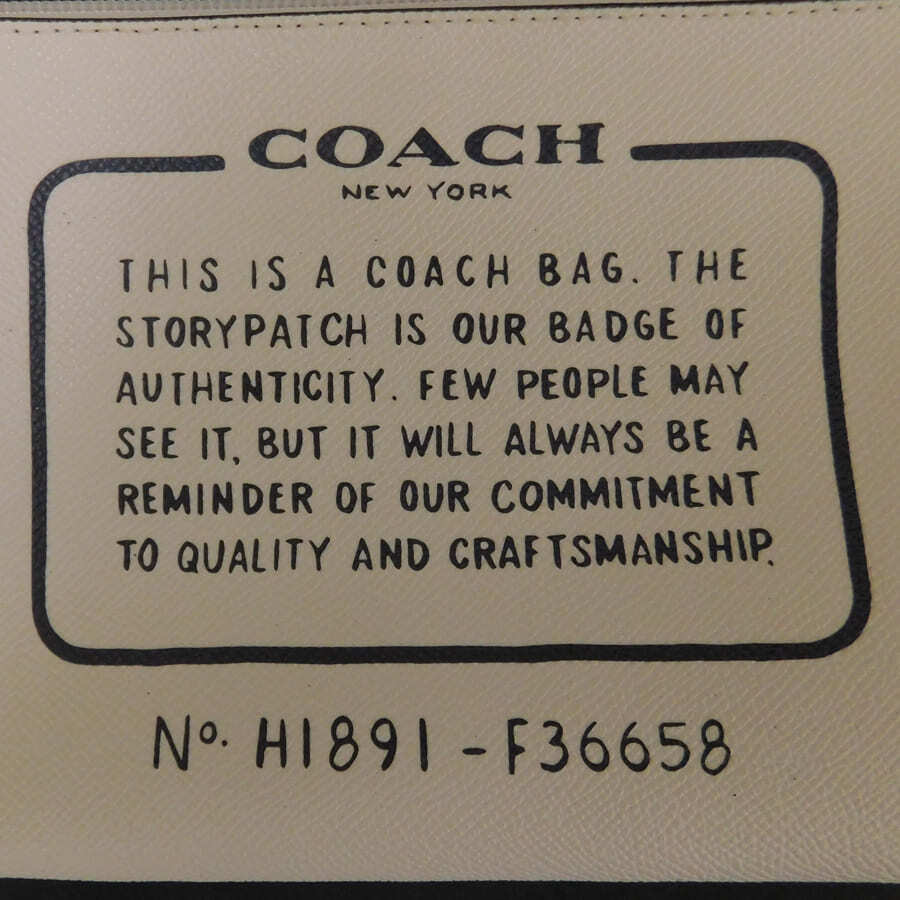 COACH
NEW YORK
THIS IS A COACH BAG. THE
STORYPATCH IS OUR BADGE OF
AUTHENTICITY. FEW PEOPLE MAY
SEE IT, BUT IT WILL ALWAYS BE A
REMINDER OF OUR COMMITMENT
TO QUALITY AND CRAFTSMANSHIP.
No. H1891 - F36658